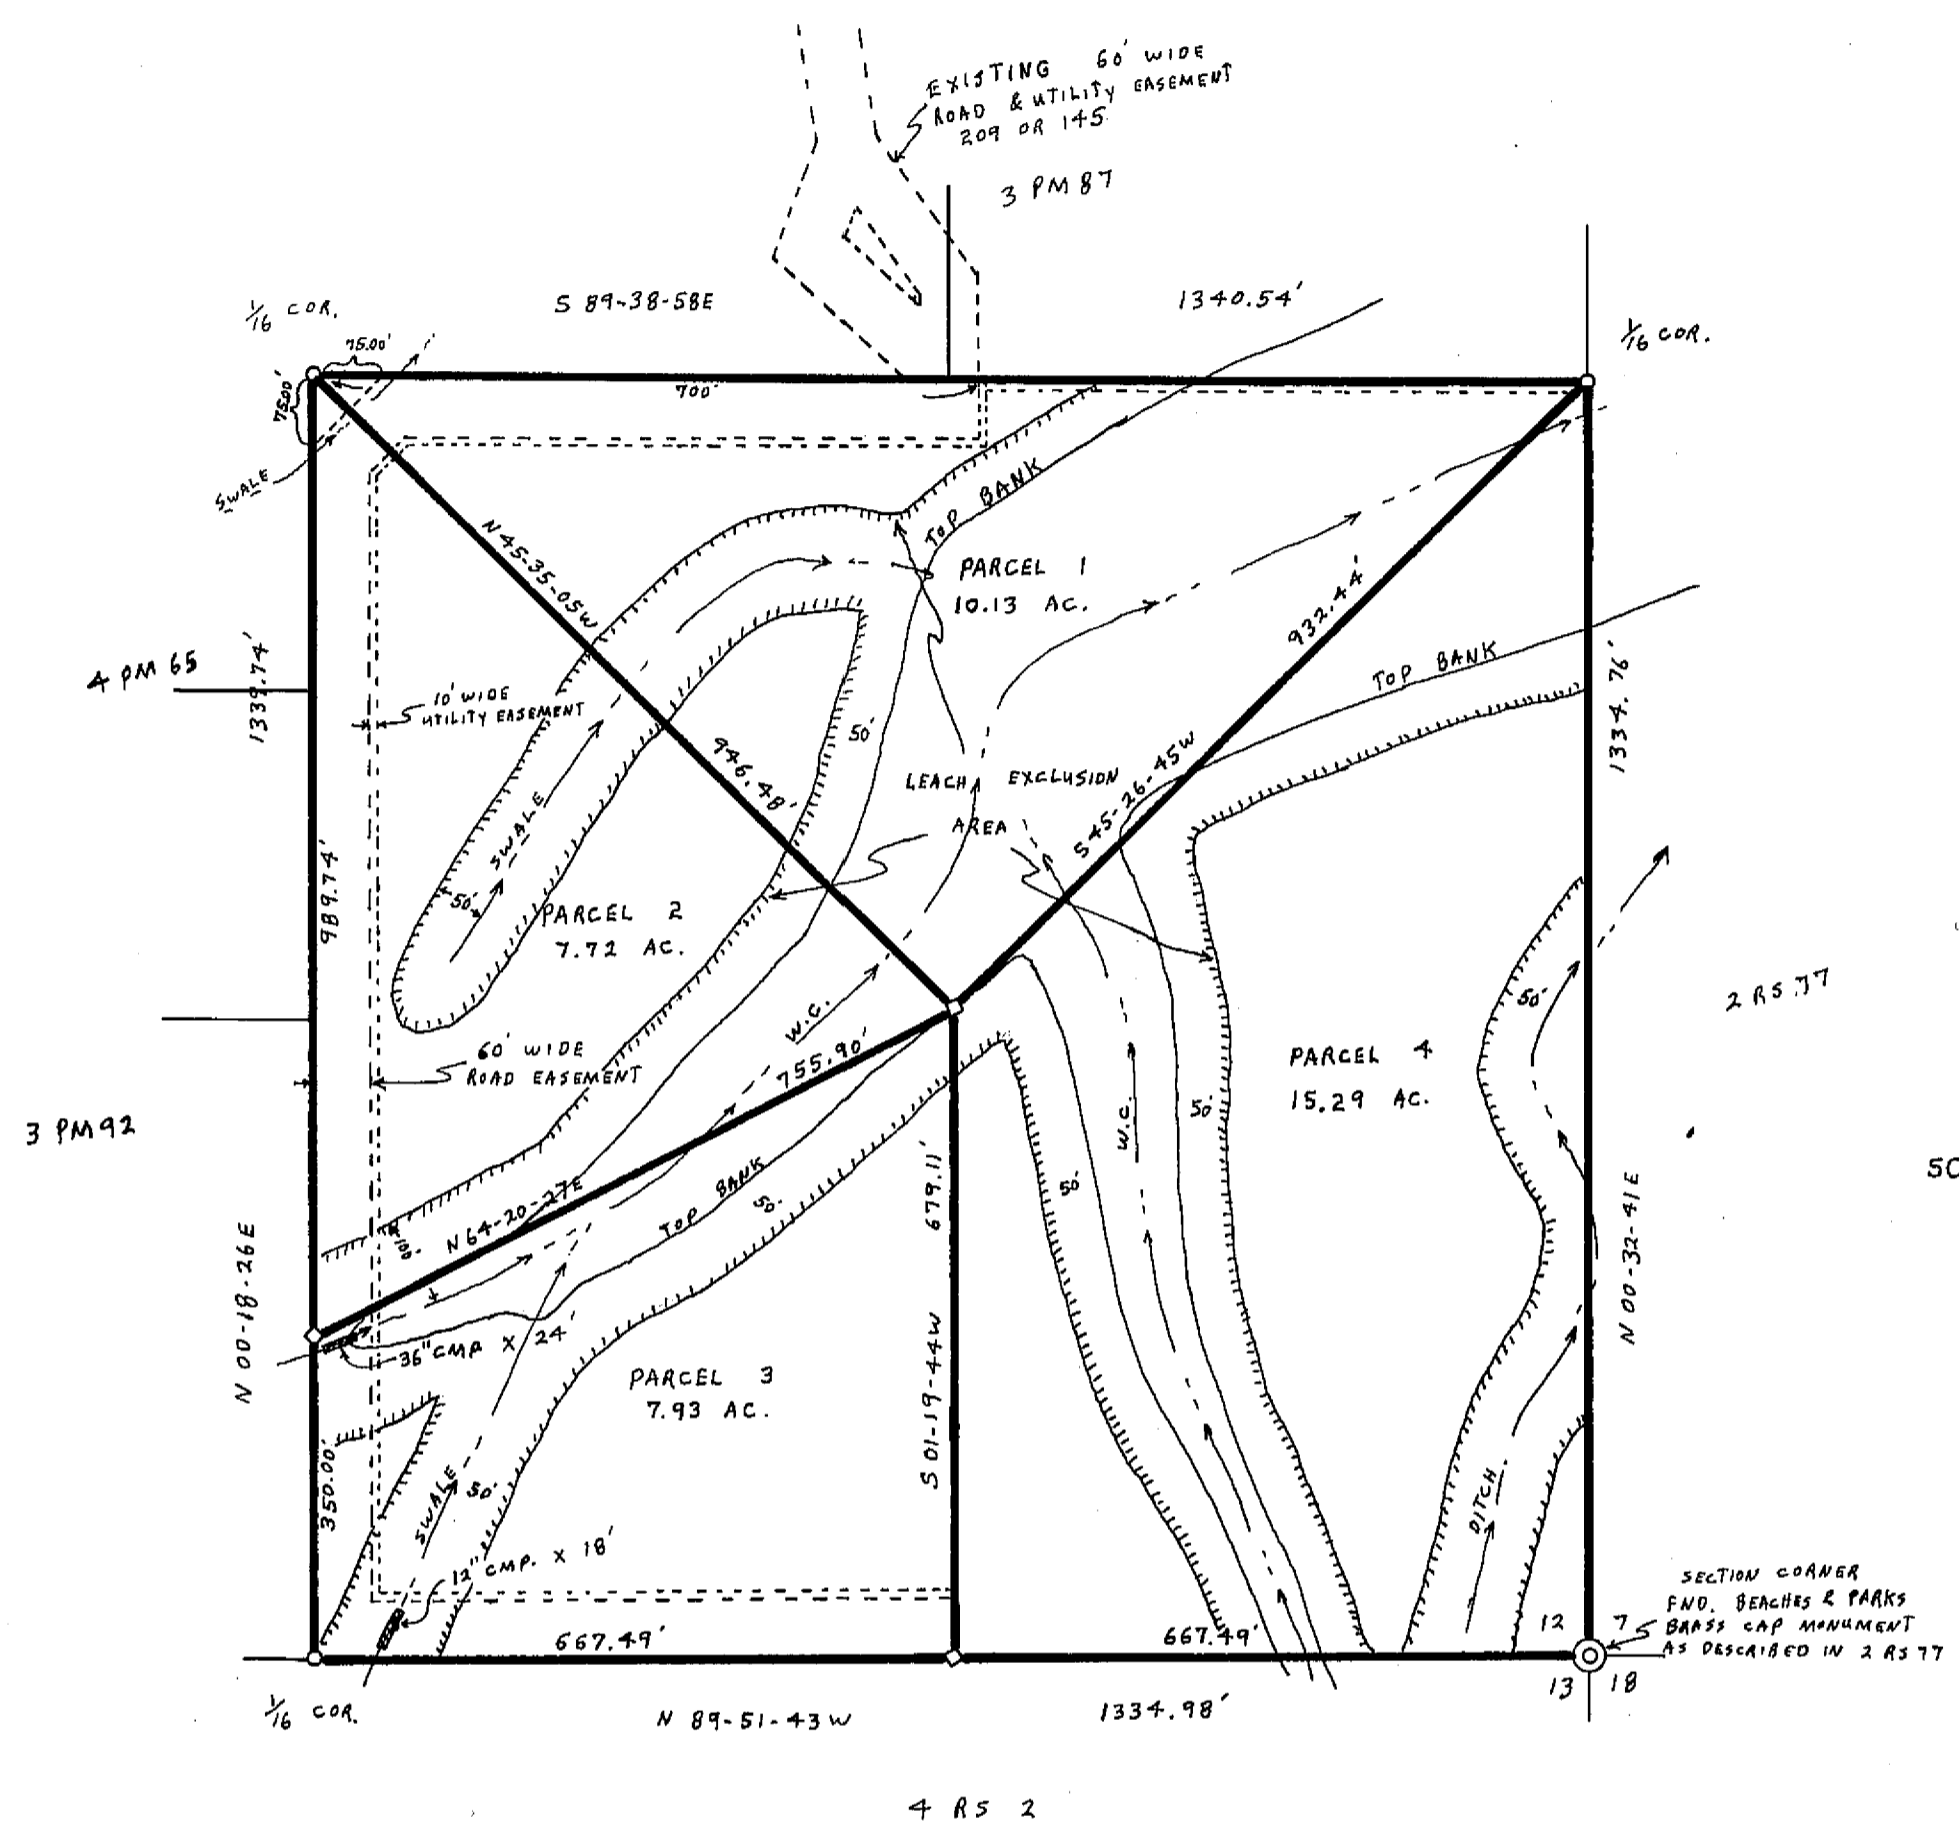 EXISTING 60' WIDE
ROAD & UTILITY EASEMENT
209 OR 145
3 PM 87
1/16 COR.
S 89-38-58E
1340.54'
1/16 COR.
75.00'
75.00'
700'
SWALE
TOP BANK
N45-35-05W
946.48'
PARCEL 1
10.13 AC.
932.44'
S45-26-45W
TOP BANK
4 PM 65
1339.74'
1334.76'
10' WIDE
UTILITY EASEMENT
50'
LEACH EXCLUSION
AREA
SWALE
50'
989.74'
PARCEL 2
7.72 AC.
W.C.
755.90'
2 RS 77
50'
60' WIDE
ROAD EASEMENT
PARCEL 4
15.29 AC.
50'
W.C.
3 PM 92
50'
679.11'
TOP BANK
50'
N64-20-27E
100'
N 00-18-26E
N 00-32-41E
36" CMP. X 24'
PARCEL 3
7.93 AC.
S 01-19-44W
350.00'
SWALE
50'
DITCH
12" CMP. X 18'
SECTION CORNER
FND. BEACHES & PARKS
BRASS CAP MONUMENT
AS DESCRIBED IN 2 RS 77
12 7
13 18
667.49'
667.49'
1/16 COR.
N 89-51-43W
1334.98'
4 RS 2